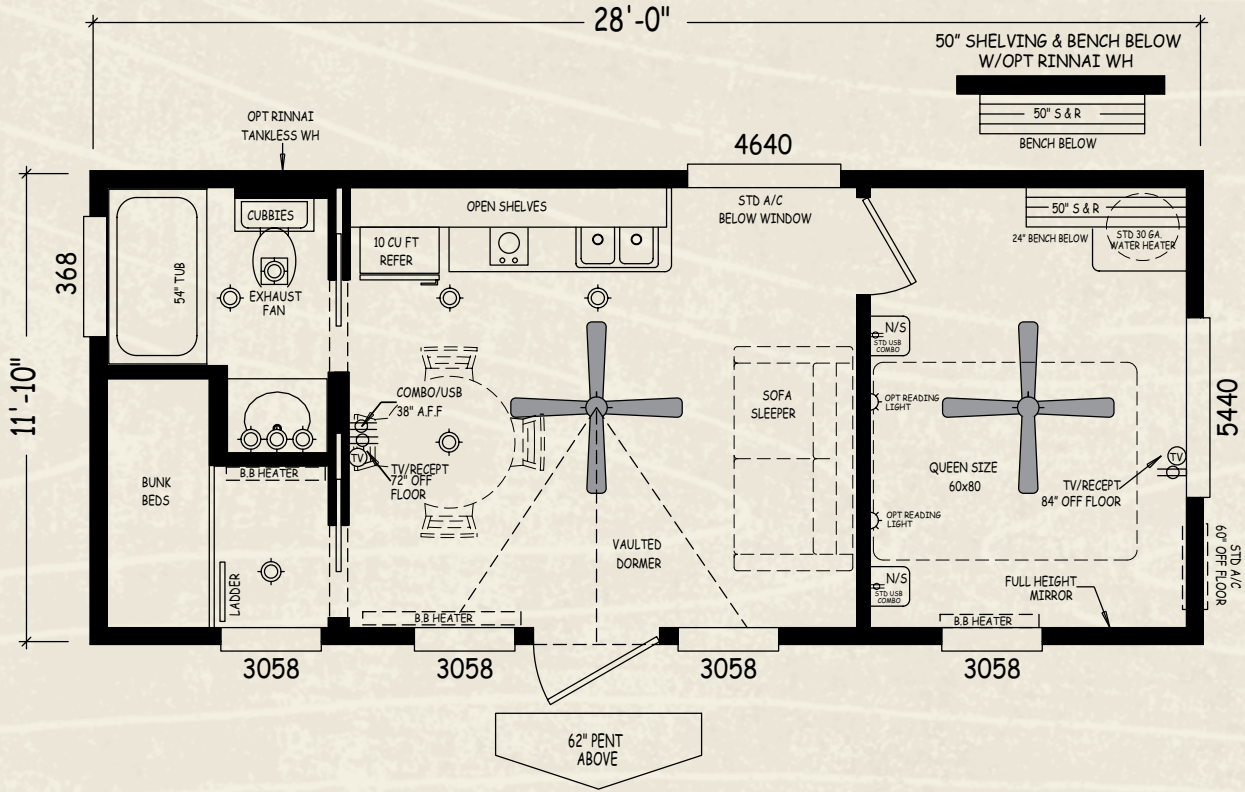 28'-0"
50" SHELVING & BENCH BELOW
W/OPT RINNAI WH
50" S & R
BENCH BELOW
OPT RINNAI
TANKLESS WH
4640
CUBBIES
OPEN SHELVES
STD A/C
BELOW WINDOW
50" S & R
24" BENCH BELOW
STD 30 GA.
WATER HEATER
10 CU FT
REFER
368
54" TUB
EXHAUST
FAN
N/S
STD USB
COMBO
11'-10"
COMBO/USB
38" A.F.F
TV
TV/RECEPT
72" OFF
FLOOR
SOFA
SLEEPER
OPT READING
LIGHT
5440
BUNK
BEDS
B.B HEATER
QUEEN SIZE
60x80
TV
TV/RECEPT
84" OFF FLOOR
OPT READING
LIGHT
VAULTED
DORMER
STD A/C
60" OFF FLOOR
LADDER
N/S
STD USB
COMBO
FULL HEIGHT
MIRROR
B.B HEATER
B.B HEATER
3058
3058
3058
3058
62" PENT
ABOVE